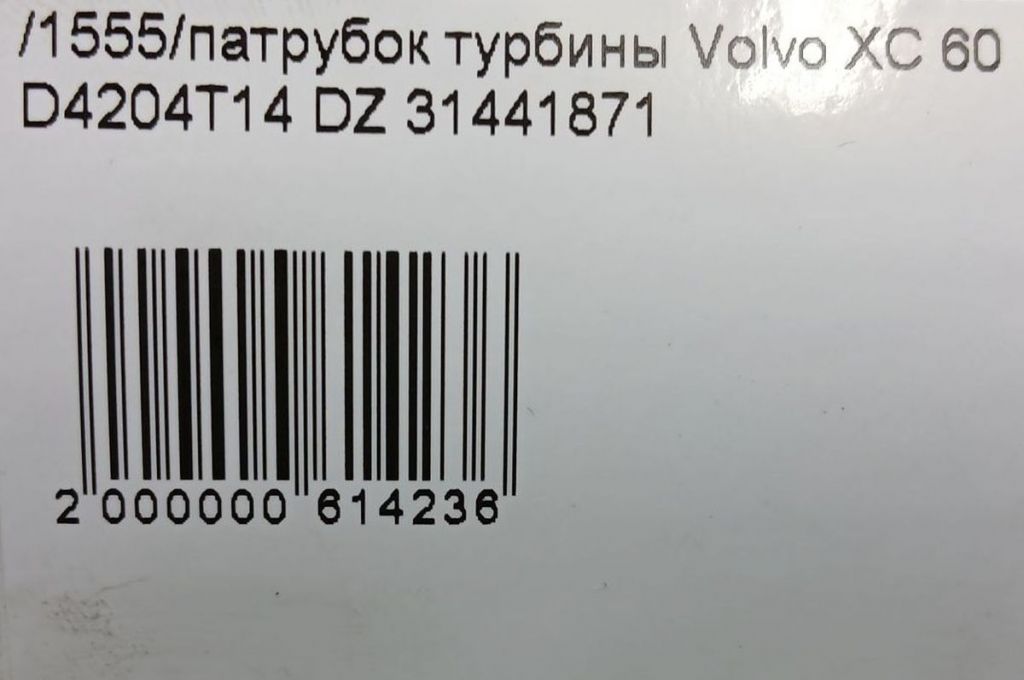 /1555/патрубок турбины Volvo XC 60
D4204T14 DZ 31441871
2 000000 614236